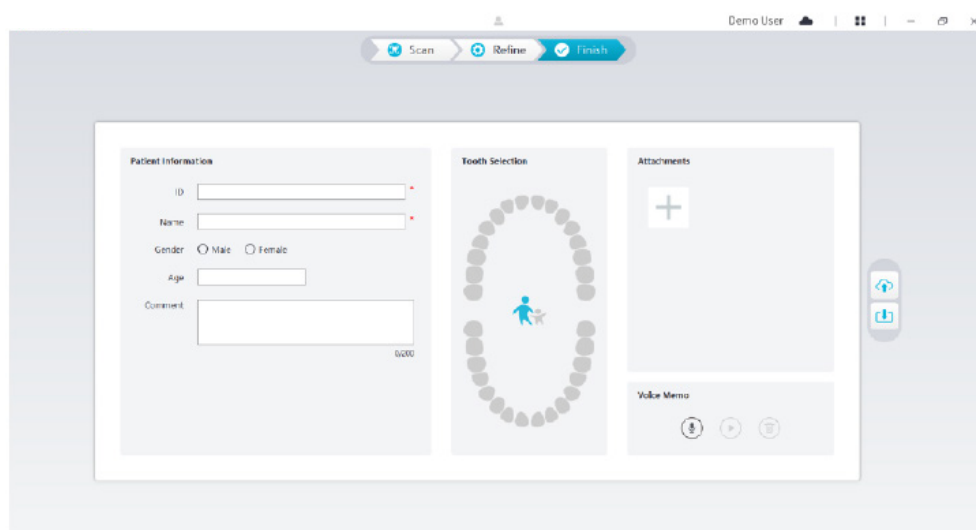 Demo User
Scan
Refine
Finish
Patient Information
ID
*
Name
*
Gender
Male
Female
Age
Comment
0/200
Tooth Selection
Attachments
Voice Memo